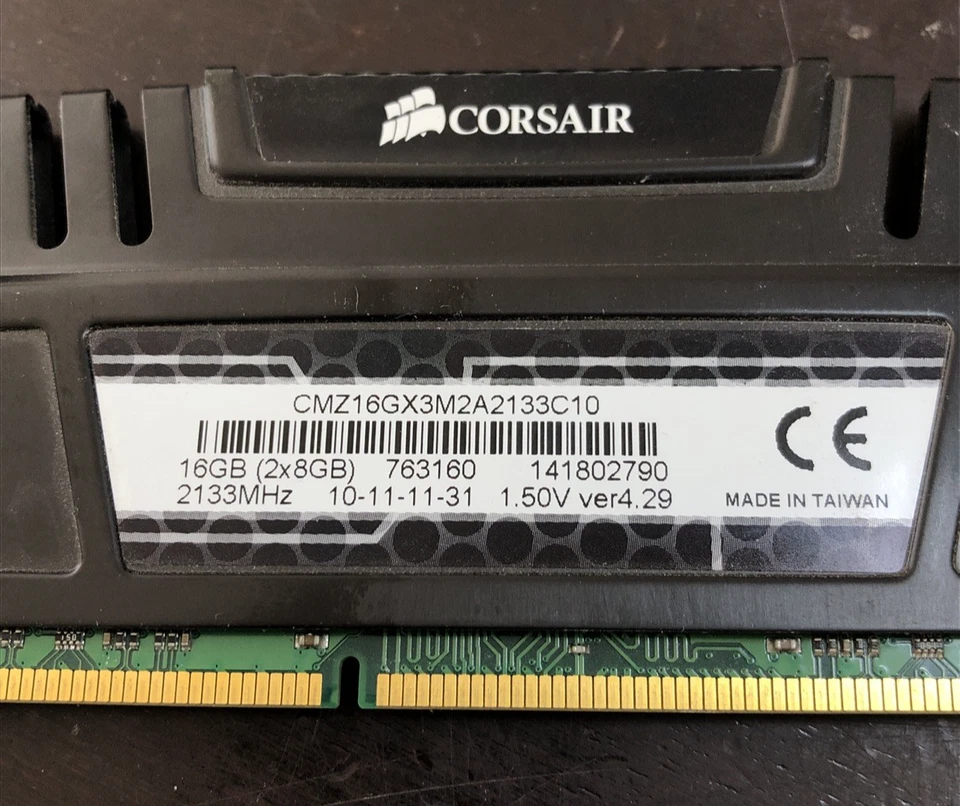 CORSAIR
CMZ16GX3M2A2133C10
16GB (2x8GB) 763160 141802790
2133MHz 10-11-11-31 1.50V ver4.29
CE
MADE IN TAIWAN